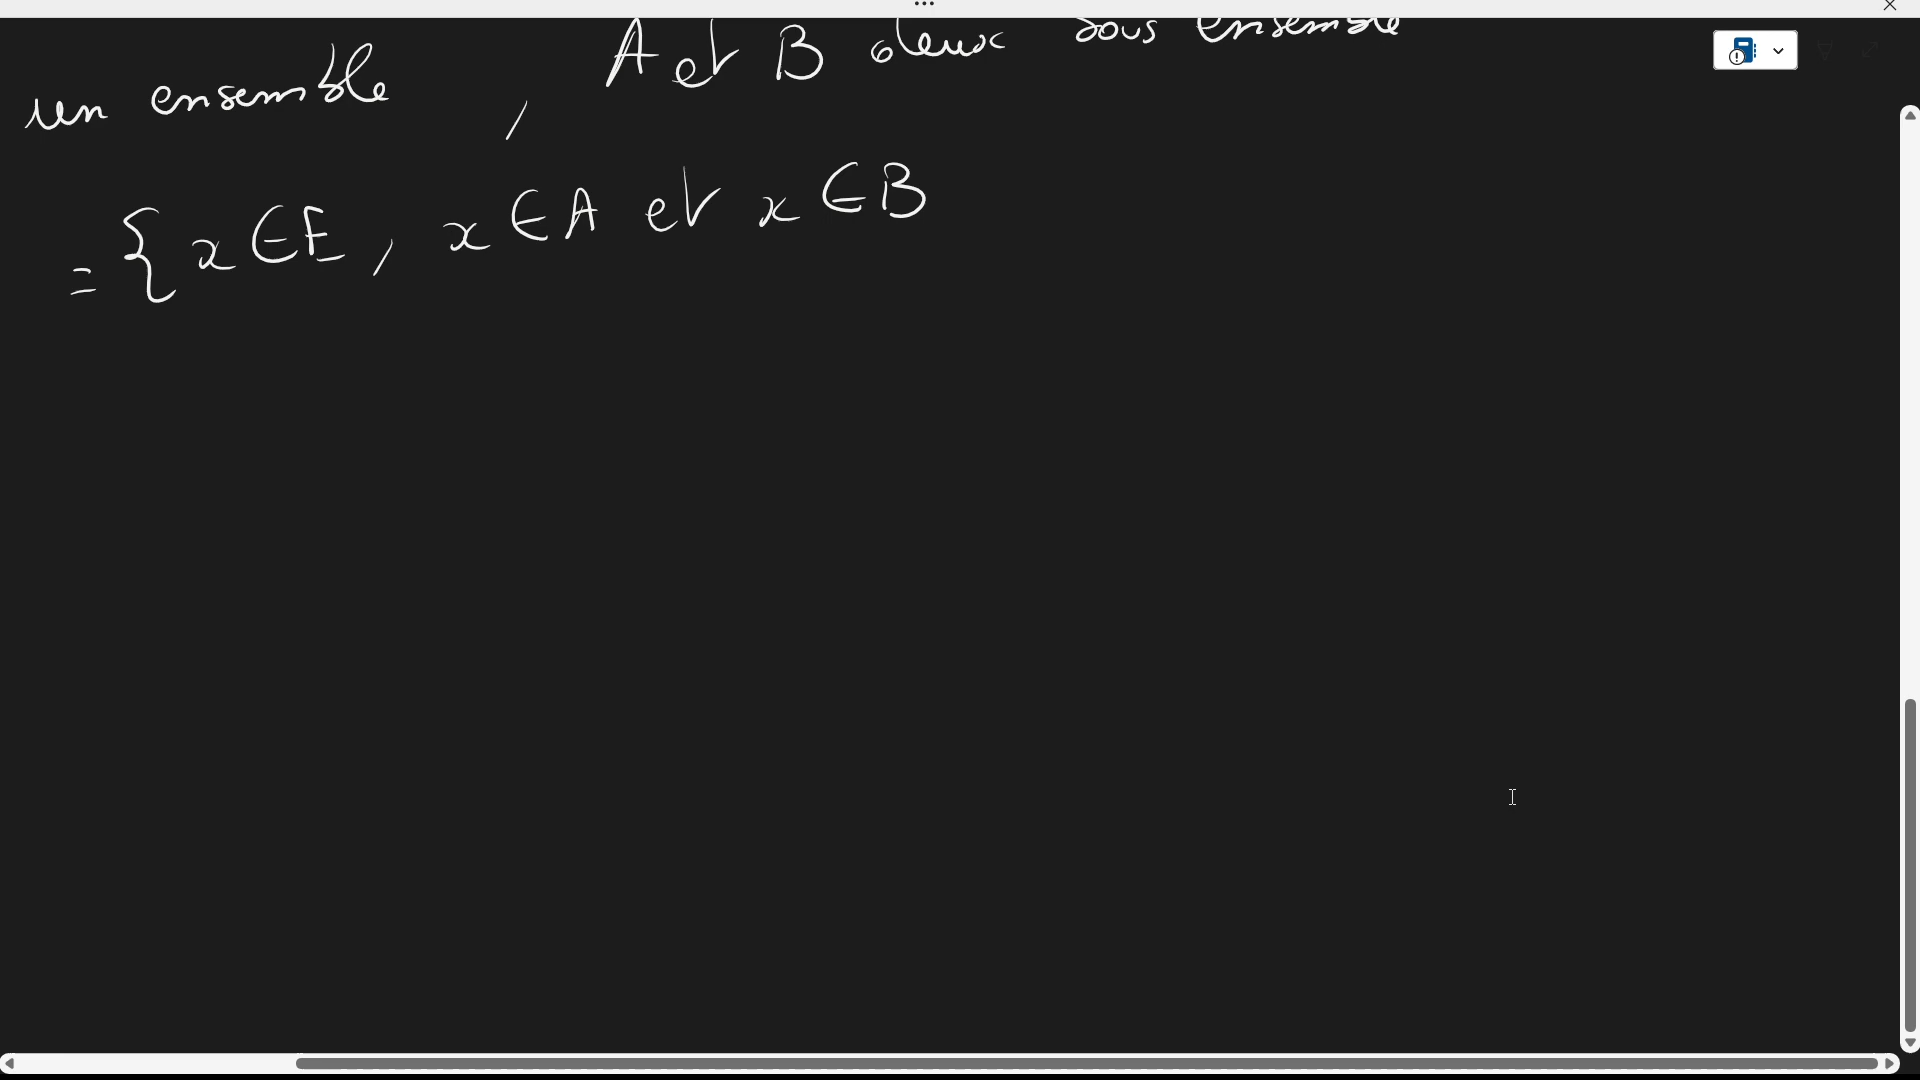 un ensemble , A et B deux sous ensemble
= { x ∈ E , x ∈ A et x ∈ B